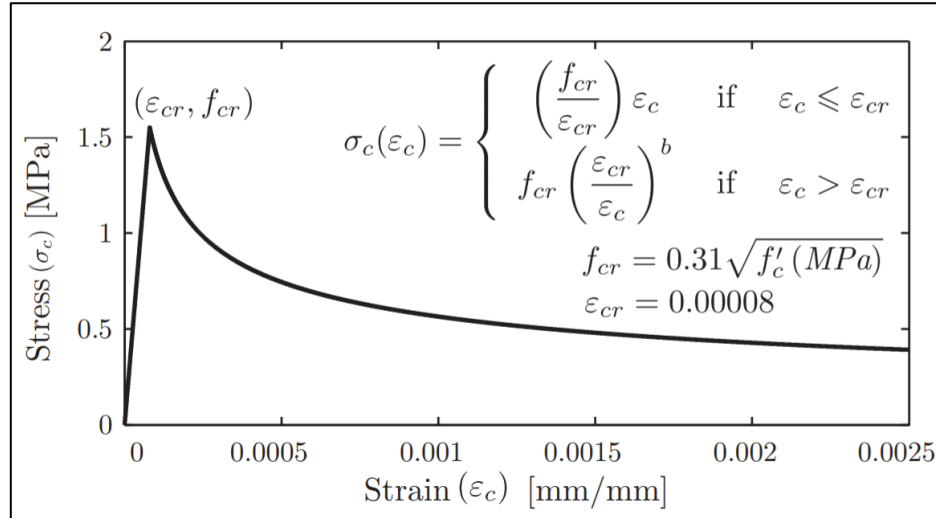 2
(ε_cr, f_cr)
1.5
1
0.5
0
Stress (σ_c) [MPa]
σ_c(ε_c) = { (f_cr / ε_cr) ε_c if ε_c ⩽ ε_cr
f_cr (ε_cr / ε_c)^b if ε_c > ε_cr
f_cr = 0.31√(f′_c (MPa))
ε_cr = 0.00008
0 0.0005 0.001 0.0015 0.002 0.0025
Strain (ε_c) [mm/mm]